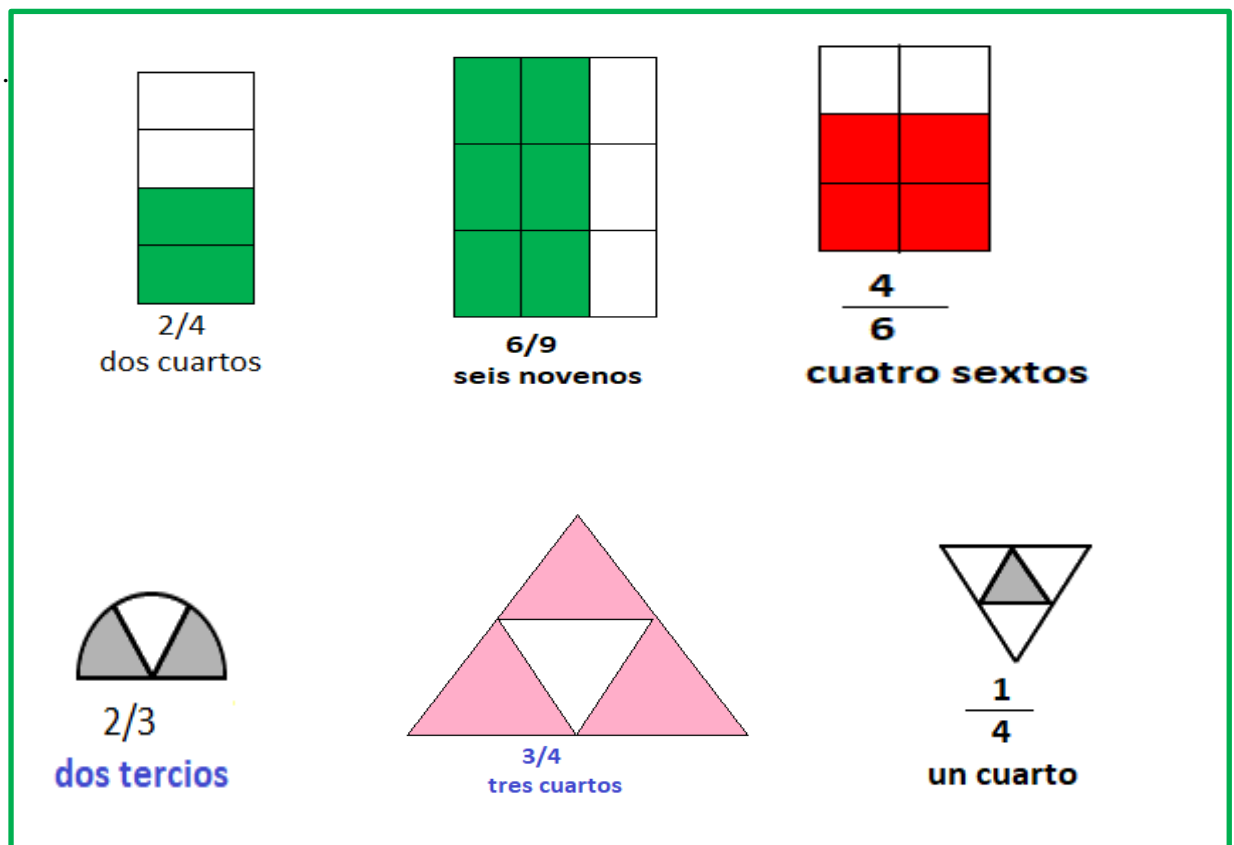 2/4
dos cuartos
6/9
seis novenos
4
6
cuatro sextos
2/3
dos tercios
3/4
tres cuartos
1
4
un cuarto